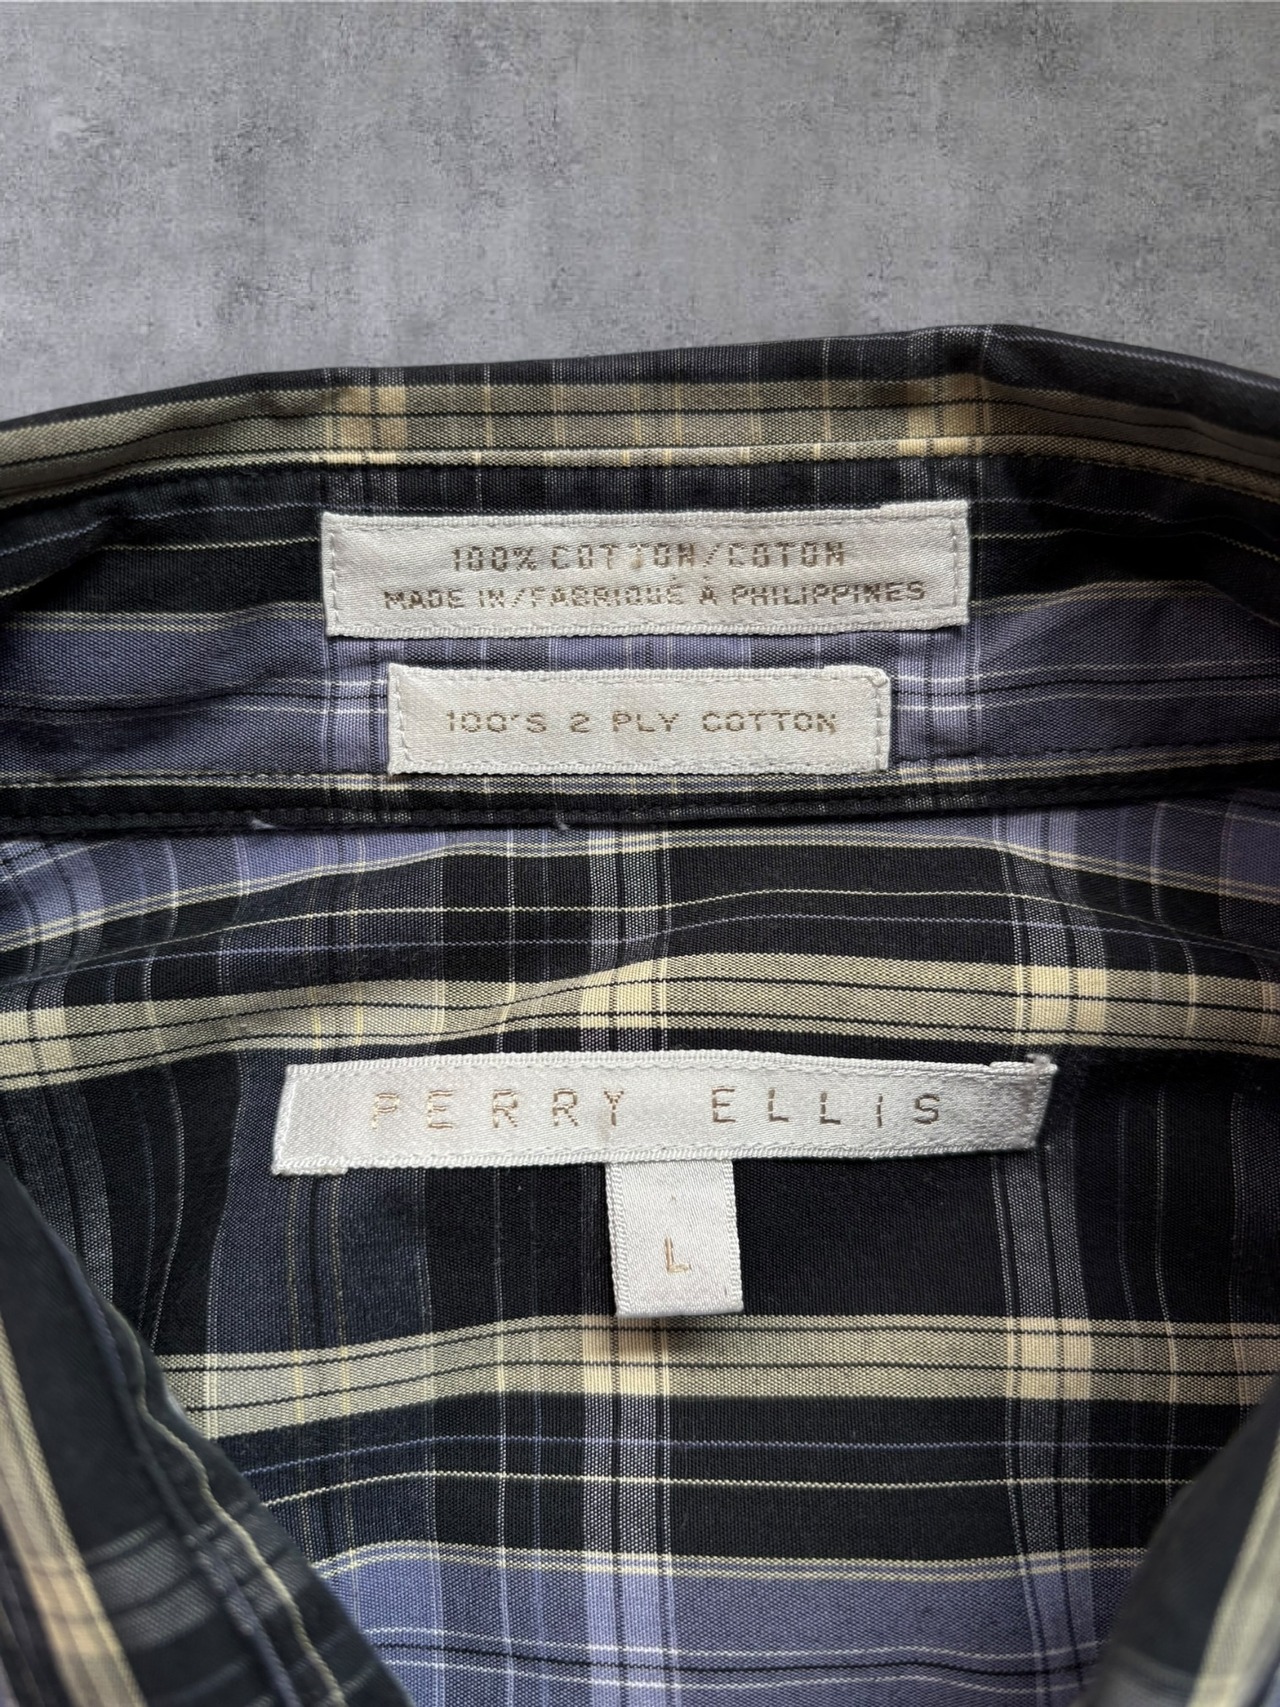 100% COTTON/COTON
MADE IN/FABRIQUÉ À PHILIPPINES
100'S 2 PLY COTTON
PERRY ELLIS
L